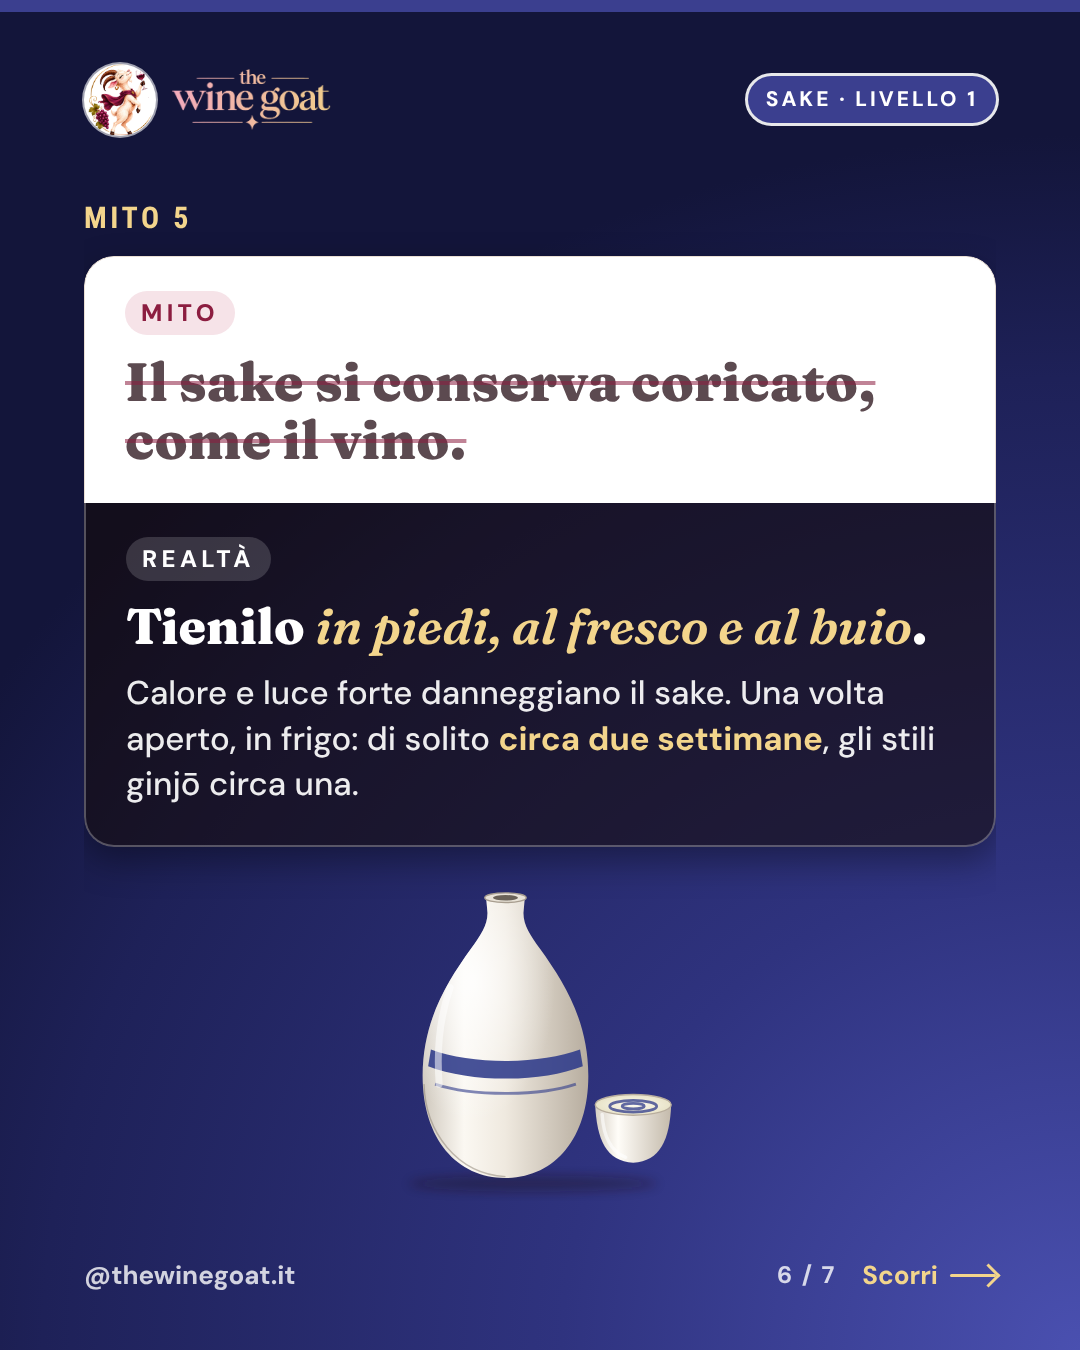 the
wine goat
SAKE · LIVELLO 1
MITO 5
MITO
Il sake si conserva coricato,
come il vino.
REALTÀ
Tienilo in piedi, al fresco e al buio.
Calore e luce forte danneggiano il sake. Una volta
aperto, in frigo: di solito circa due settimane, gli stili
ginjō circa una.
@thewinegoat.it
6 / 7 Scorri